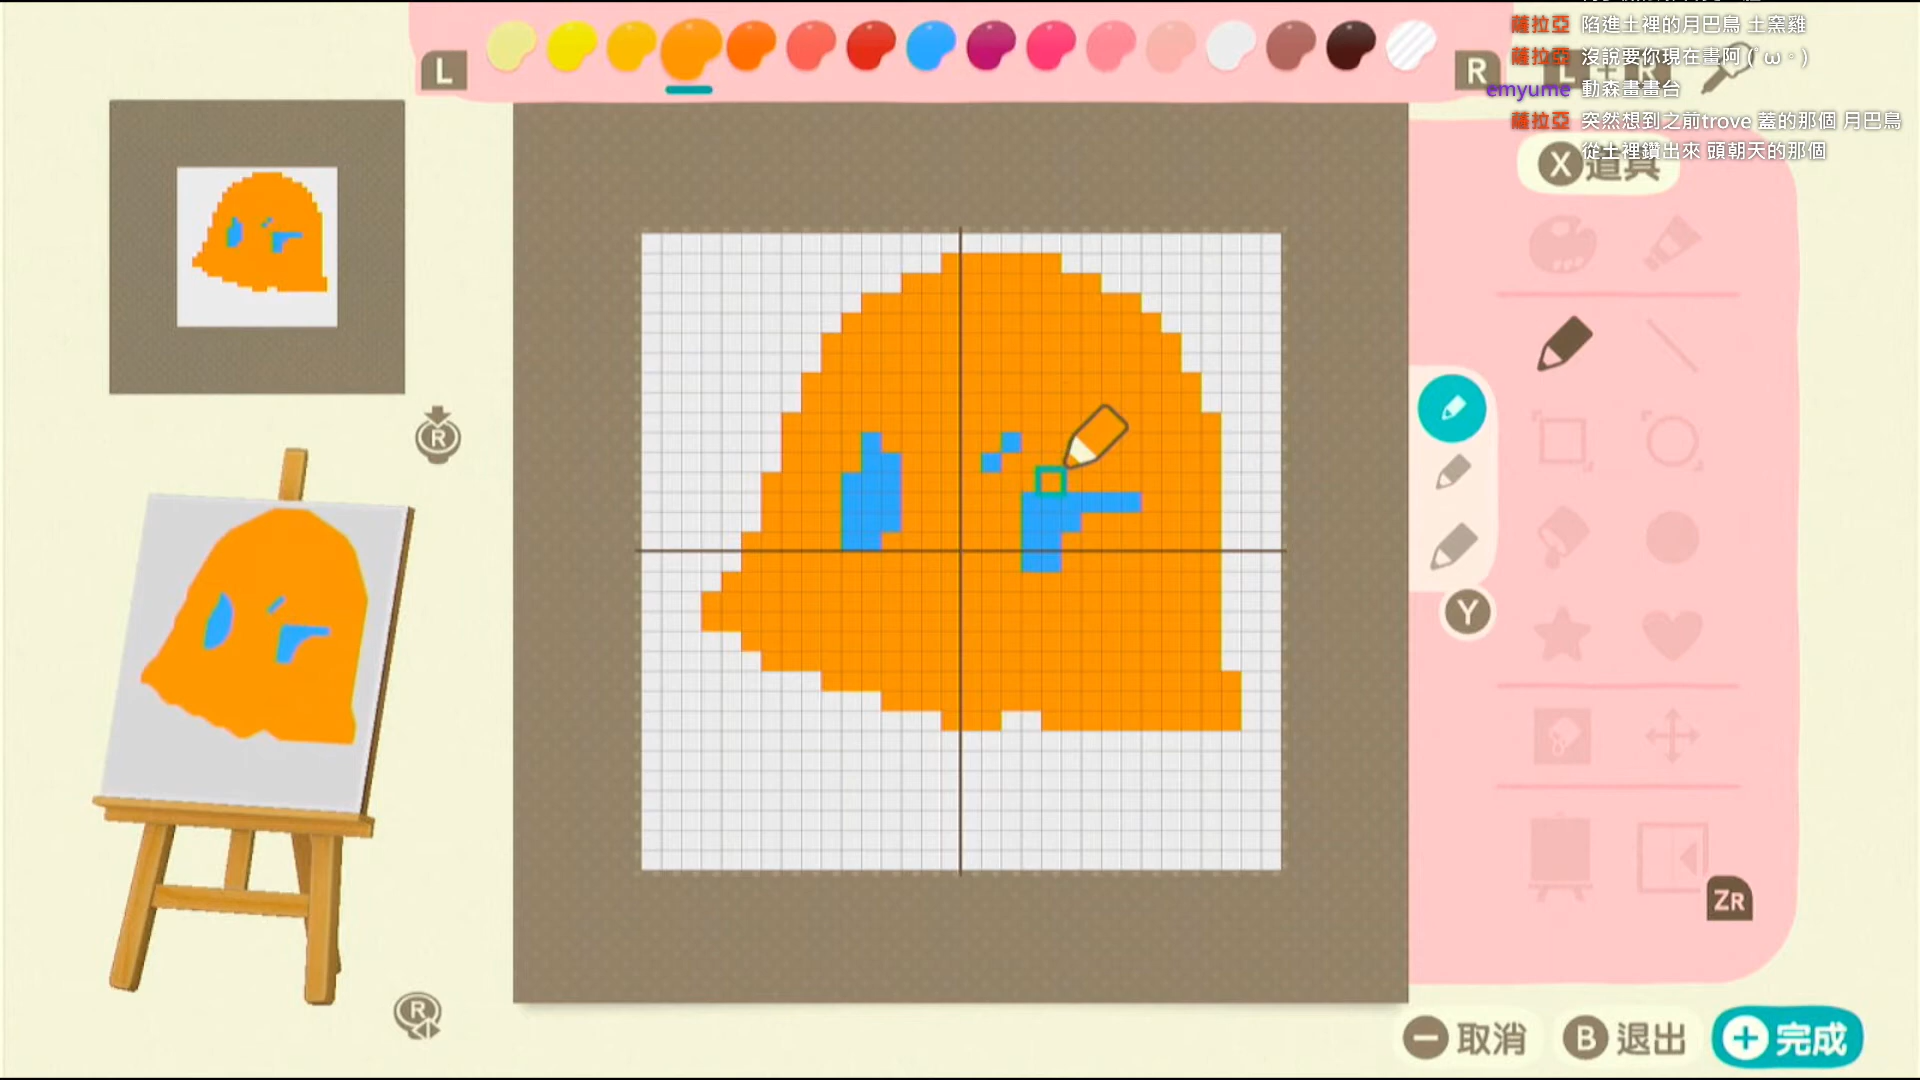 薩拉亞 陷進土裡的月巴鳥 土窯雞
薩拉亞 沒說要你現在畫阿 (ﾟω。)
emyume 動森畫畫台
薩拉亞 突然想到之前trove 蓋的那個 月巴鳥
從土裡鑽出來 頭朝天的那個
L
R
L + R
X 道具
R
Y
ZR
R
取消
B 退出
完成